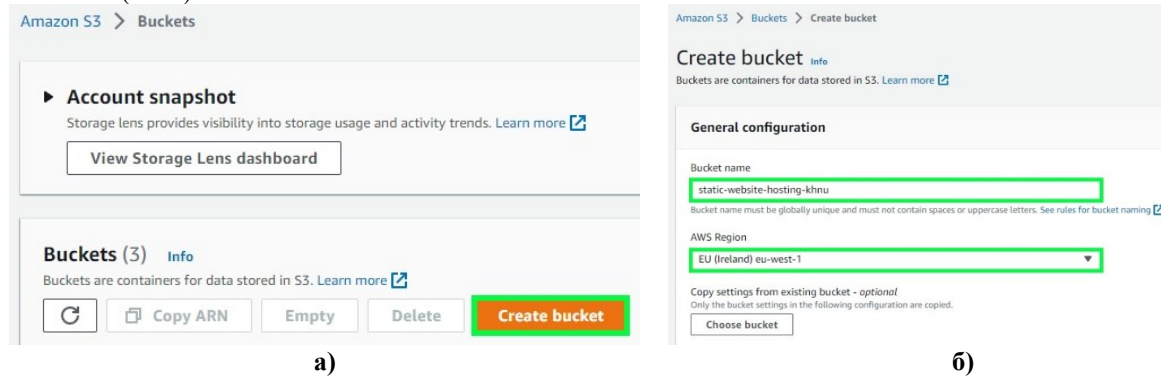 Amazon S3 > Buckets
Account snapshot
Storage lens provides visibility into storage usage and activity trends. Learn more
View Storage Lens dashboard
Buckets (3) Info
Buckets are containers for data stored in S3. Learn more
Copy ARN Empty Delete Create bucket
а)
Amazon S3 > Buckets > Create bucket
Create bucket Info
Buckets are containers for data stored in S3. Learn more
General configuration
Bucket name
static-website-hosting-khnu
Bucket name must be globally unique and must not contain spaces or uppercase letters. See rules for bucket naming
AWS Region
EU (Ireland) eu-west-1
Copy settings from existing bucket - optional
Only the bucket settings in the following configuration are copied.
Choose bucket
б)